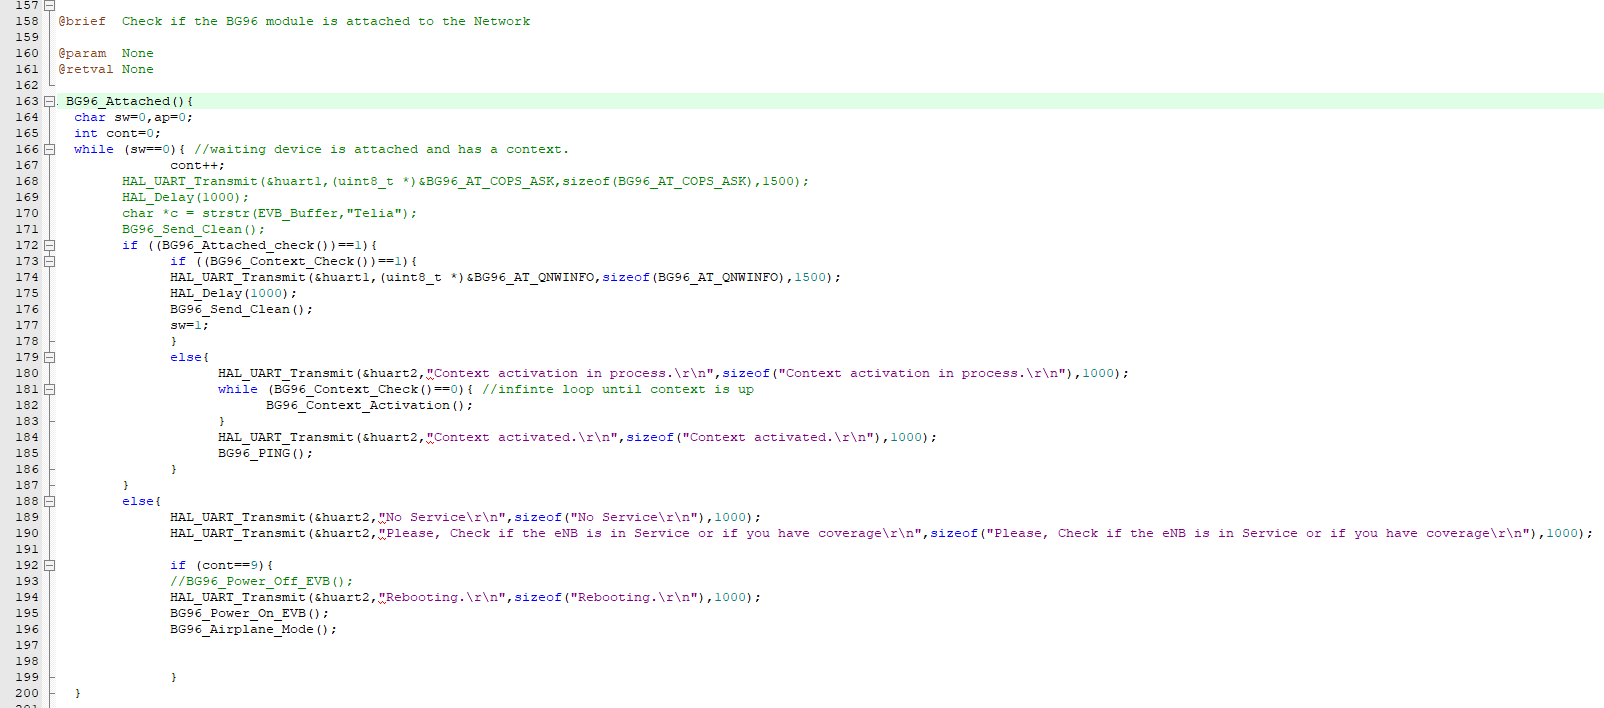 157
158 @brief  Check if the BG96 module is attached to the Network
159
160 @param  None
161 @retval None
162
163 BG96_Attached(){
164   char sw=0,ap=0;
165   int cont=0;
166   while (sw==0){ //waiting device is attached and has a context.
167               cont++;
168         HAL_UART_Transmit(&huart1,(uint8_t *)&BG96_AT_COPS_ASK,sizeof(BG96_AT_COPS_ASK),1500);
169         HAL_Delay(1000);
170         char *c = strstr(EVB_Buffer,"Telia");
171         BG96_Send_Clean();
172         if ((BG96_Attached_check())==1){
173               if ((BG96_Context_Check())==1){
174               HAL_UART_Transmit(&huart1,(uint8_t *)&BG96_AT_QNWINFO,sizeof(BG96_AT_QNWINFO),1500);
175               HAL_Delay(1000);
176               BG96_Send_Clean();
177               sw=1;
178               }
179               else{
180                     HAL_UART_Transmit(&huart2,"Context activation in process.\r\n",sizeof("Context activation in process.\r\n"),1000);
181                     while (BG96_Context_Check()==0){ //infinte loop until context is up
182                           BG96_Context_Activation();
183                     }
184                     HAL_UART_Transmit(&huart2,"Context activated.\r\n",sizeof("Context activated.\r\n"),1000);
185                     BG96_PING();
186               }
187         }
188         else{
189               HAL_UART_Transmit(&huart2,"No Service\r\n",sizeof("No Service\r\n"),1000);
190               HAL_UART_Transmit(&huart2,"Please, Check if the eNB is in Service or if you have coverage\r\n",sizeof("Please, Check if the eNB is in Service or if you have coverage\r\n"),1000);
191
192               if (cont==9){
193               //BG96_Power_Off_EVB();
194               HAL_UART_Transmit(&huart2,"Rebooting.\r\n",sizeof("Rebooting.\r\n"),1000);
195               BG96_Power_On_EVB();
196               BG96_Airplane_Mode();
197
198
199               }
200   }